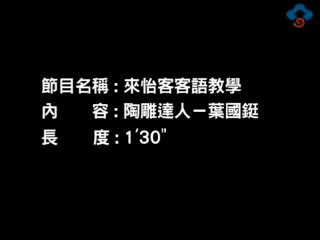 節目名稱 : 來怡客客語教學
內　　容 : 陶雕達人－葉國鋌
長　　度 : 1'30"